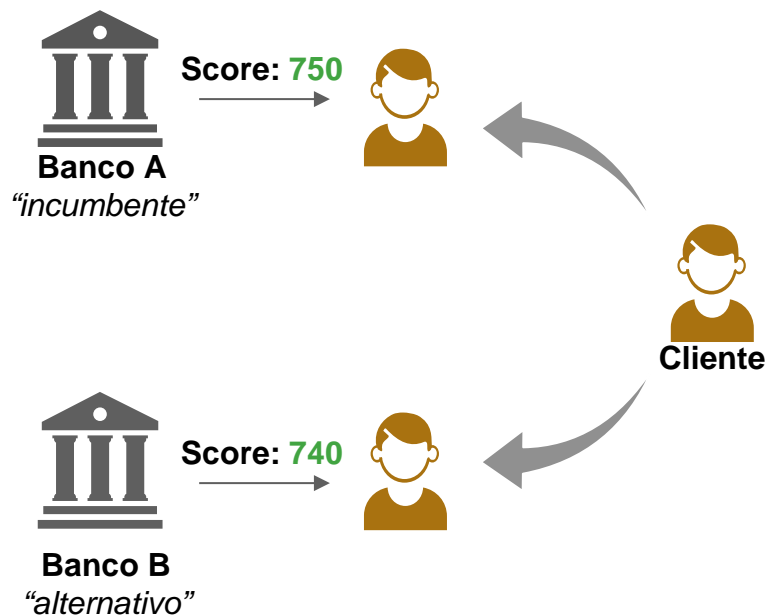 Score: 750
Banco A
“incumbente”
Cliente
Score: 740
Banco B
“alternativo”